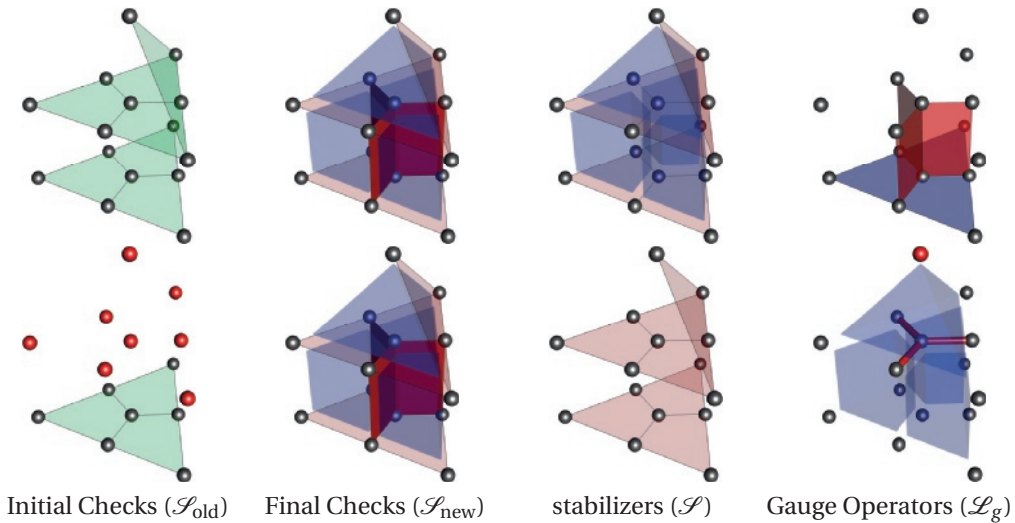 Initial Checks (𝒮old) Final Checks (𝒮new) stabilizers (𝒮) Gauge Operators (ℒg)